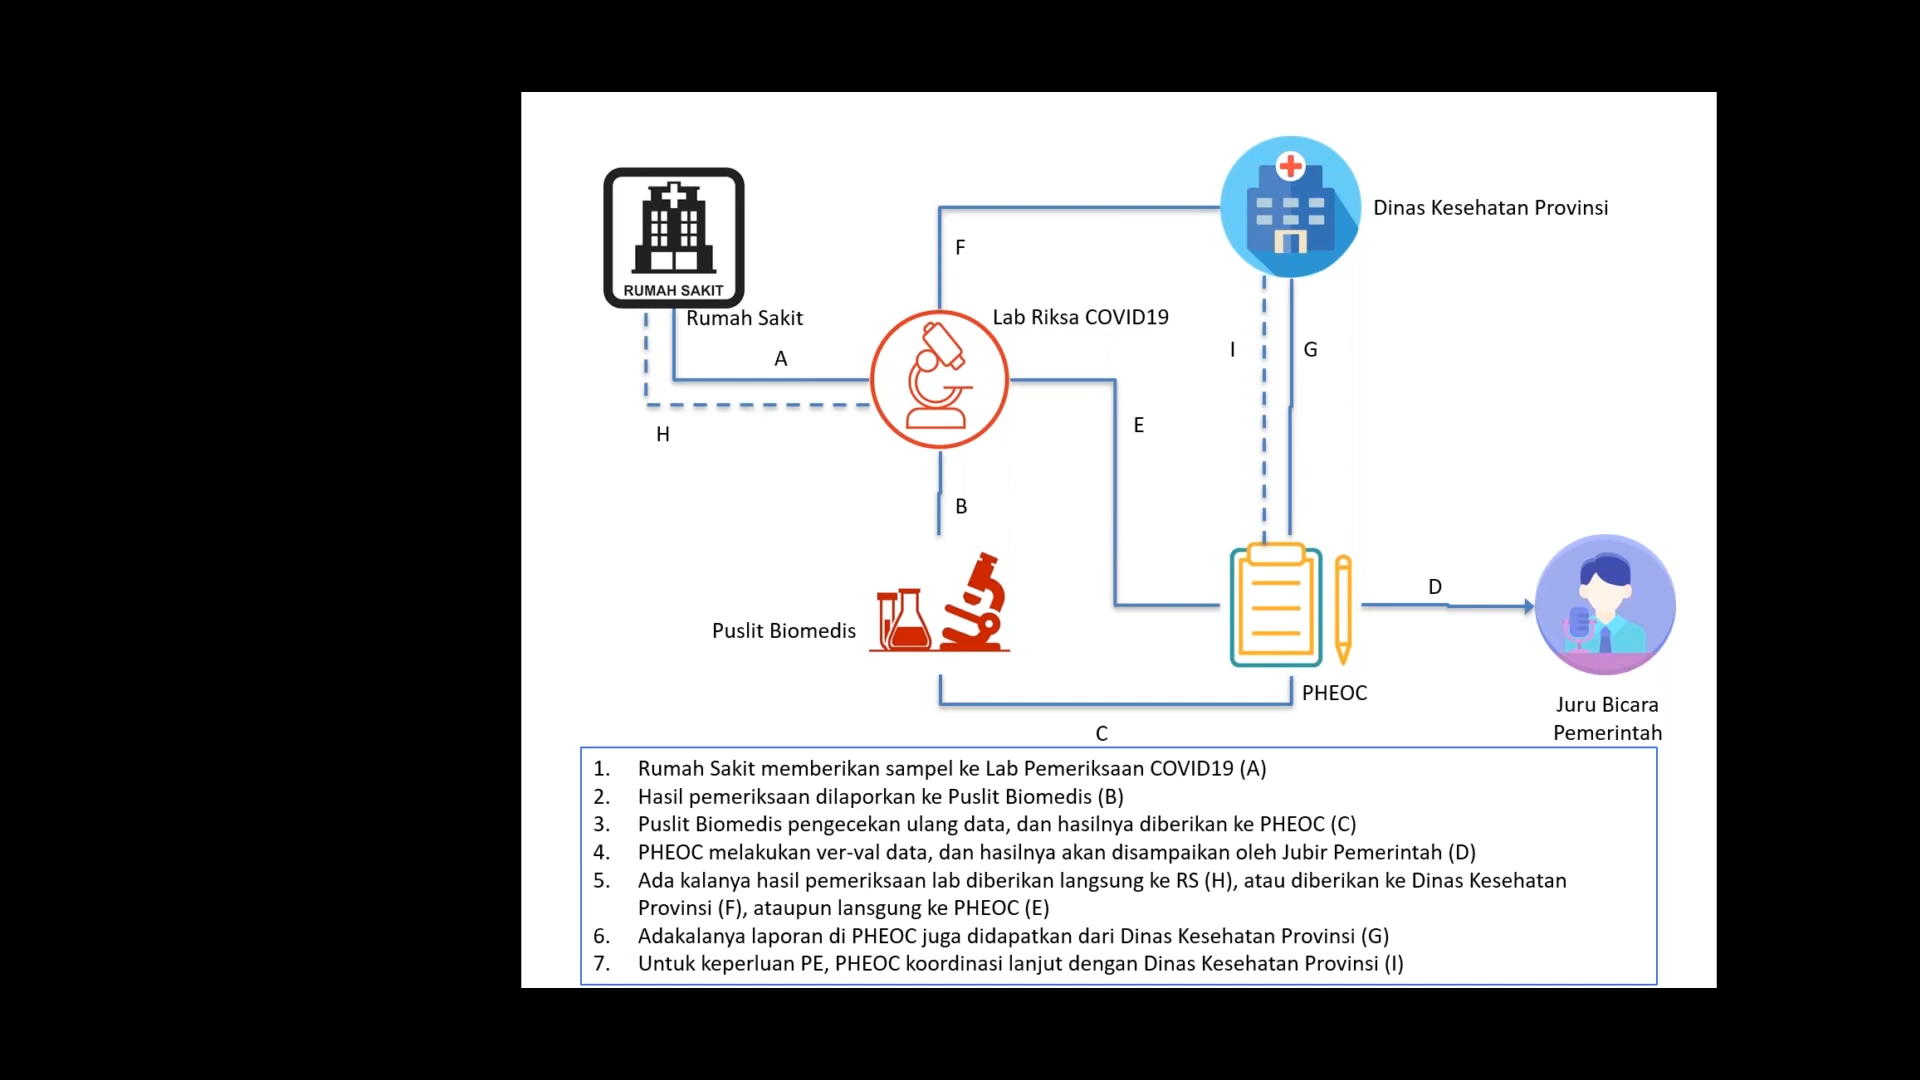 RUMAH SAKIT
Rumah Sakit
Dinas Kesehatan Provinsi
F
Lab Riksa COVID19
A
I
G
H
E
B
D
Puslit Biomedis
PHEOC
Juru Bicara
Pemerintah
C
1. Rumah Sakit memberikan sampel ke Lab Pemeriksaan COVID19 (A)
2. Hasil pemeriksaan dilaporkan ke Puslit Biomedis (B)
3. Puslit Biomedis pengecekan ulang data, dan hasilnya diberikan ke PHEOC (C)
4. PHEOC melakukan ver-val data, dan hasilnya akan disampaikan oleh Jubir Pemerintah (D)
5. Ada kalanya hasil pemeriksaan lab diberikan langsung ke RS (H), atau diberikan ke Dinas Kesehatan
Provinsi (F), ataupun lansgung ke PHEOC (E)
6. Adakalanya laporan di PHEOC juga didapatkan dari Dinas Kesehatan Provinsi (G)
7. Untuk keperluan PE, PHEOC koordinasi lanjut dengan Dinas Kesehatan Provinsi (I)